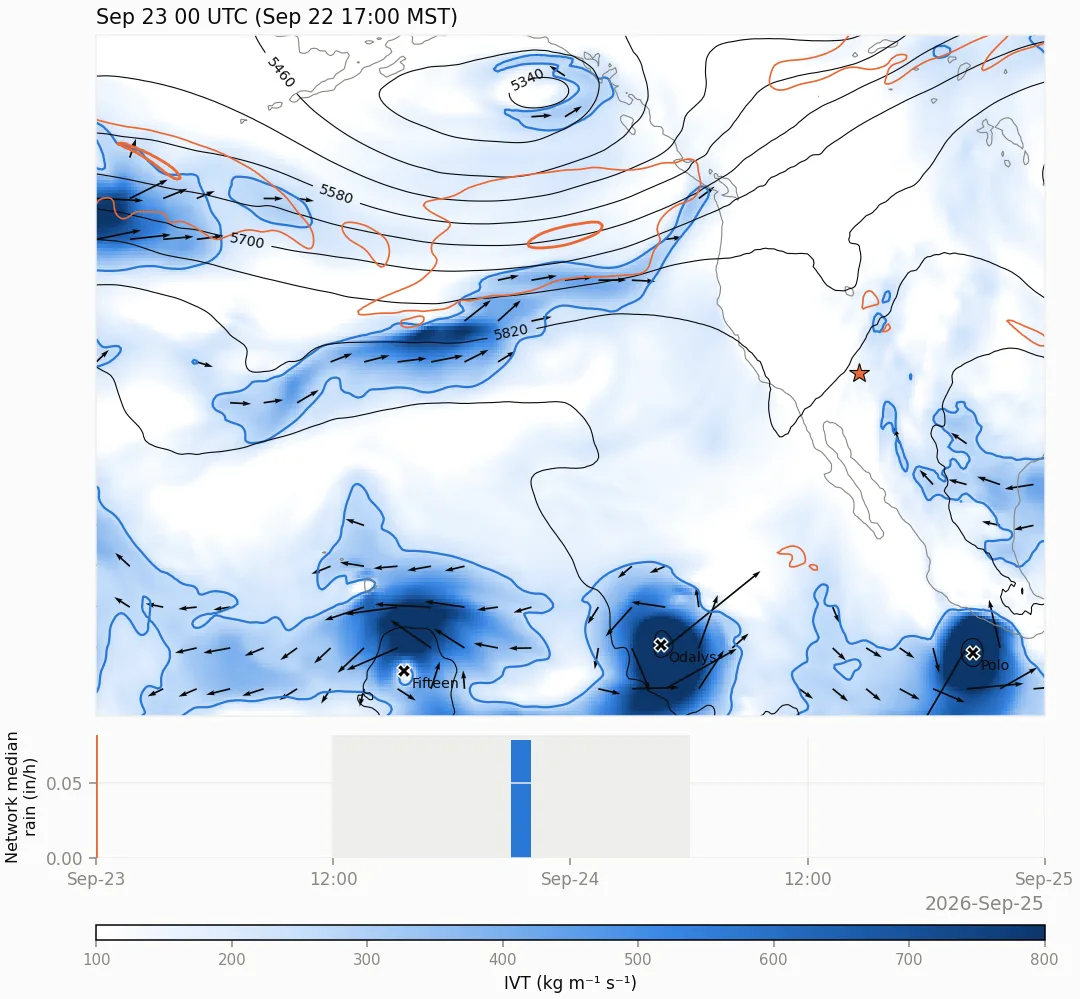 Sep 23 00 UTC (Sep 22 17:00 MST)
5460
5340
5580
5700
5820
Odalys
Fifteen
Polo
Network median
rain (in/h)
0.05
0.00
Sep-23
12:00
Sep-24
12:00
Sep-25
2026-Sep-25
100
200
300
400
500
600
700
800
IVT (kg m⁻¹ s⁻¹)